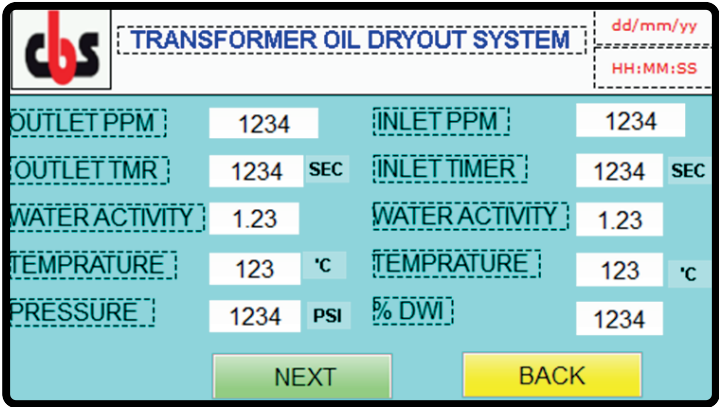 cbs
TRANSFORMER OIL DRYOUT SYSTEM
dd/mm/yy
HH:MM:SS
OUTLET PPM 1234 INLET PPM 1234
OUTLET TMR 1234 SEC INLET TIMER 1234 SEC
WATER ACTIVITY 1.23 WATER ACTIVITY 1.23
TEMPRATURE 123 'C TEMPRATURE 123 'C
PRESSURE 1234 PSI % DWI 1234
NEXT BACK